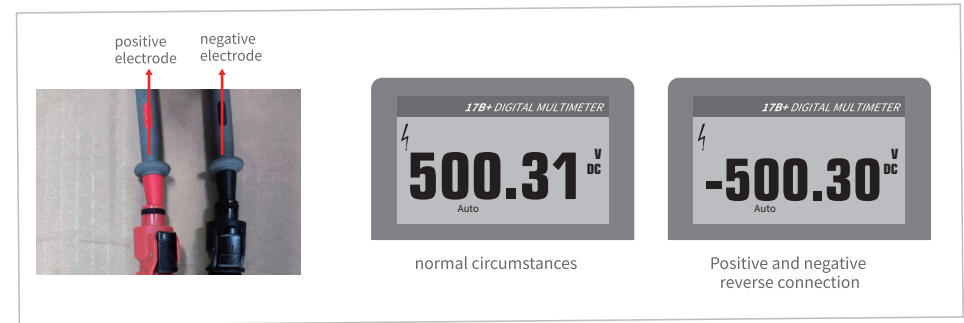 positive
electrode
negative
electrode
17B+ DIGITAL MULTIMETER
500.31
V
DC
Auto
normal circumstances
17B+ DIGITAL MULTIMETER
-500.30
V
DC
Auto
Positive and negative
reverse connection